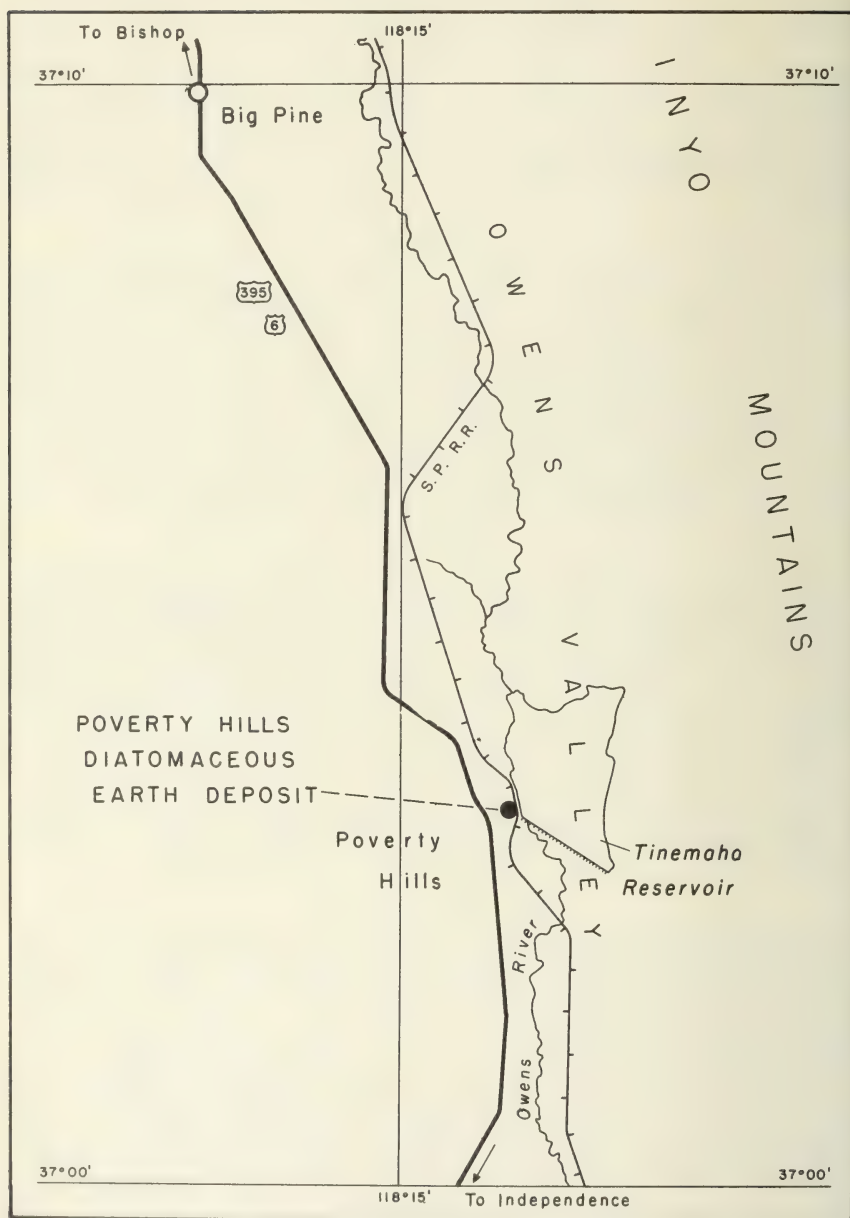 To Bishop
118°15'
37°10'
37°10'
Big Pine
INYO
MOUNTAINS
OWENS
VALLEY
395
6
S. P. R. R.
POVERTY HILLS
DIATOMACEOUS
EARTH DEPOSIT
Poverty
Hills
Tinemaha
Reservoir
Owens River
37°00'
37°00'
118°15'
To Independence